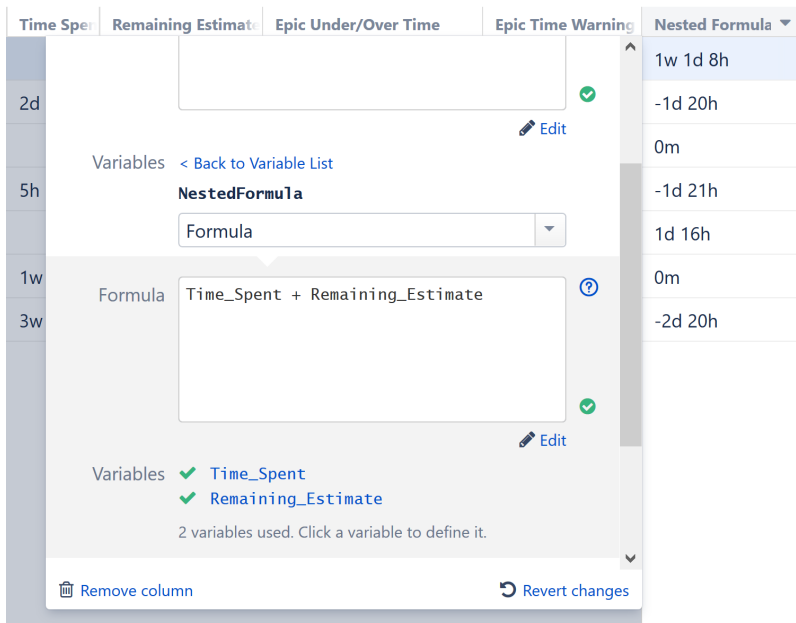 Time Spen
Remaining Estimate
Epic Under/Over Time
Epic Time Warning
Nested Formula
1w 1d 8h
2d
-1d 20h
Edit
0m
Variables
< Back to Variable List
NestedFormula
5h
-1d 21h
Formula
1d 16h
1w
Formula
Time_Spent + Remaining_Estimate
0m
3w
-2d 20h
Edit
Variables
Time_Spent
Remaining_Estimate
2 variables used. Click a variable to define it.
Remove column
Revert changes